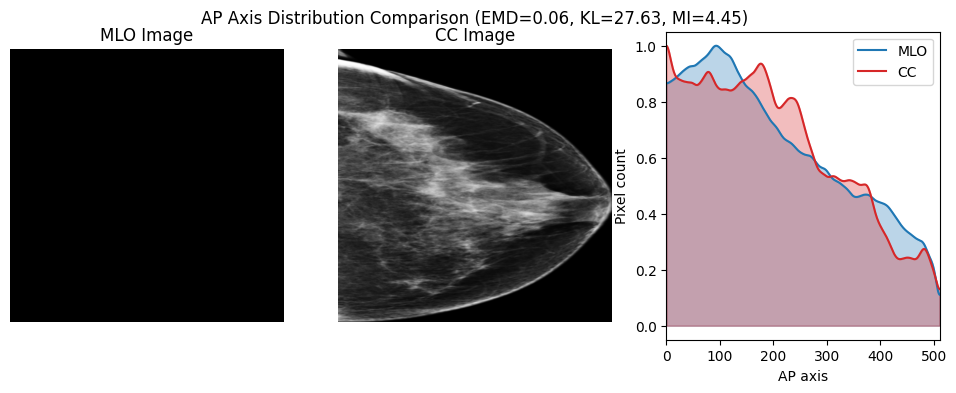 AP Axis Distribution Comparison (EMD=0.06, KL=27.63, MI=4.45)
MLO Image
CC Image
MLO
CC
1.0
0.8
0.6
0.4
0.2
0.0
Pixel count
0 100 200 300 400 500
AP axis